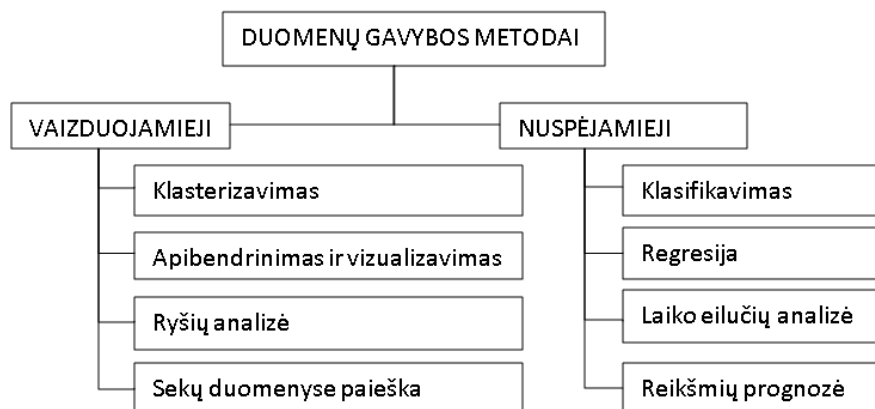 DUOMENŲ GAVYBOS METODAI
VAIZDUOJAMIEJI
Klasterizavimas
Apibendrinimas ir vizualizavimas
Ryšių analizė
Sekų duomenyse paieška
NUSPĖJAMIEJI
Klasifikavimas
Regresija
Laiko eilučių analizė
Reikšmių prognozė